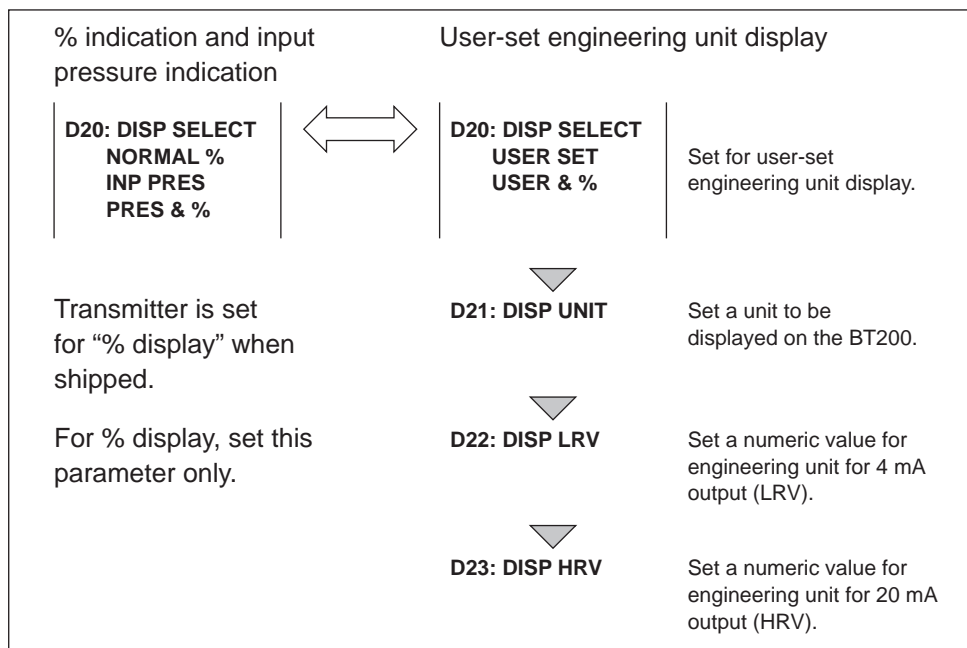 % indication and input
pressure indication
User-set engineering unit display
D20: DISP SELECT
NORMAL %
INP PRES
PRES & %
D20: DISP SELECT
USER SET
USER & %
Set for user-set
engineering unit display.
Transmitter is set
for “% display” when
shipped.
For % display, set this
parameter only.
D21: DISP UNIT
Set a unit to be
displayed on the BT200.
D22: DISP LRV
Set a numeric value for
engineering unit for 4 mA
output (LRV).
D23: DISP HRV
Set a numeric value for
engineering unit for 20 mA
output (HRV).